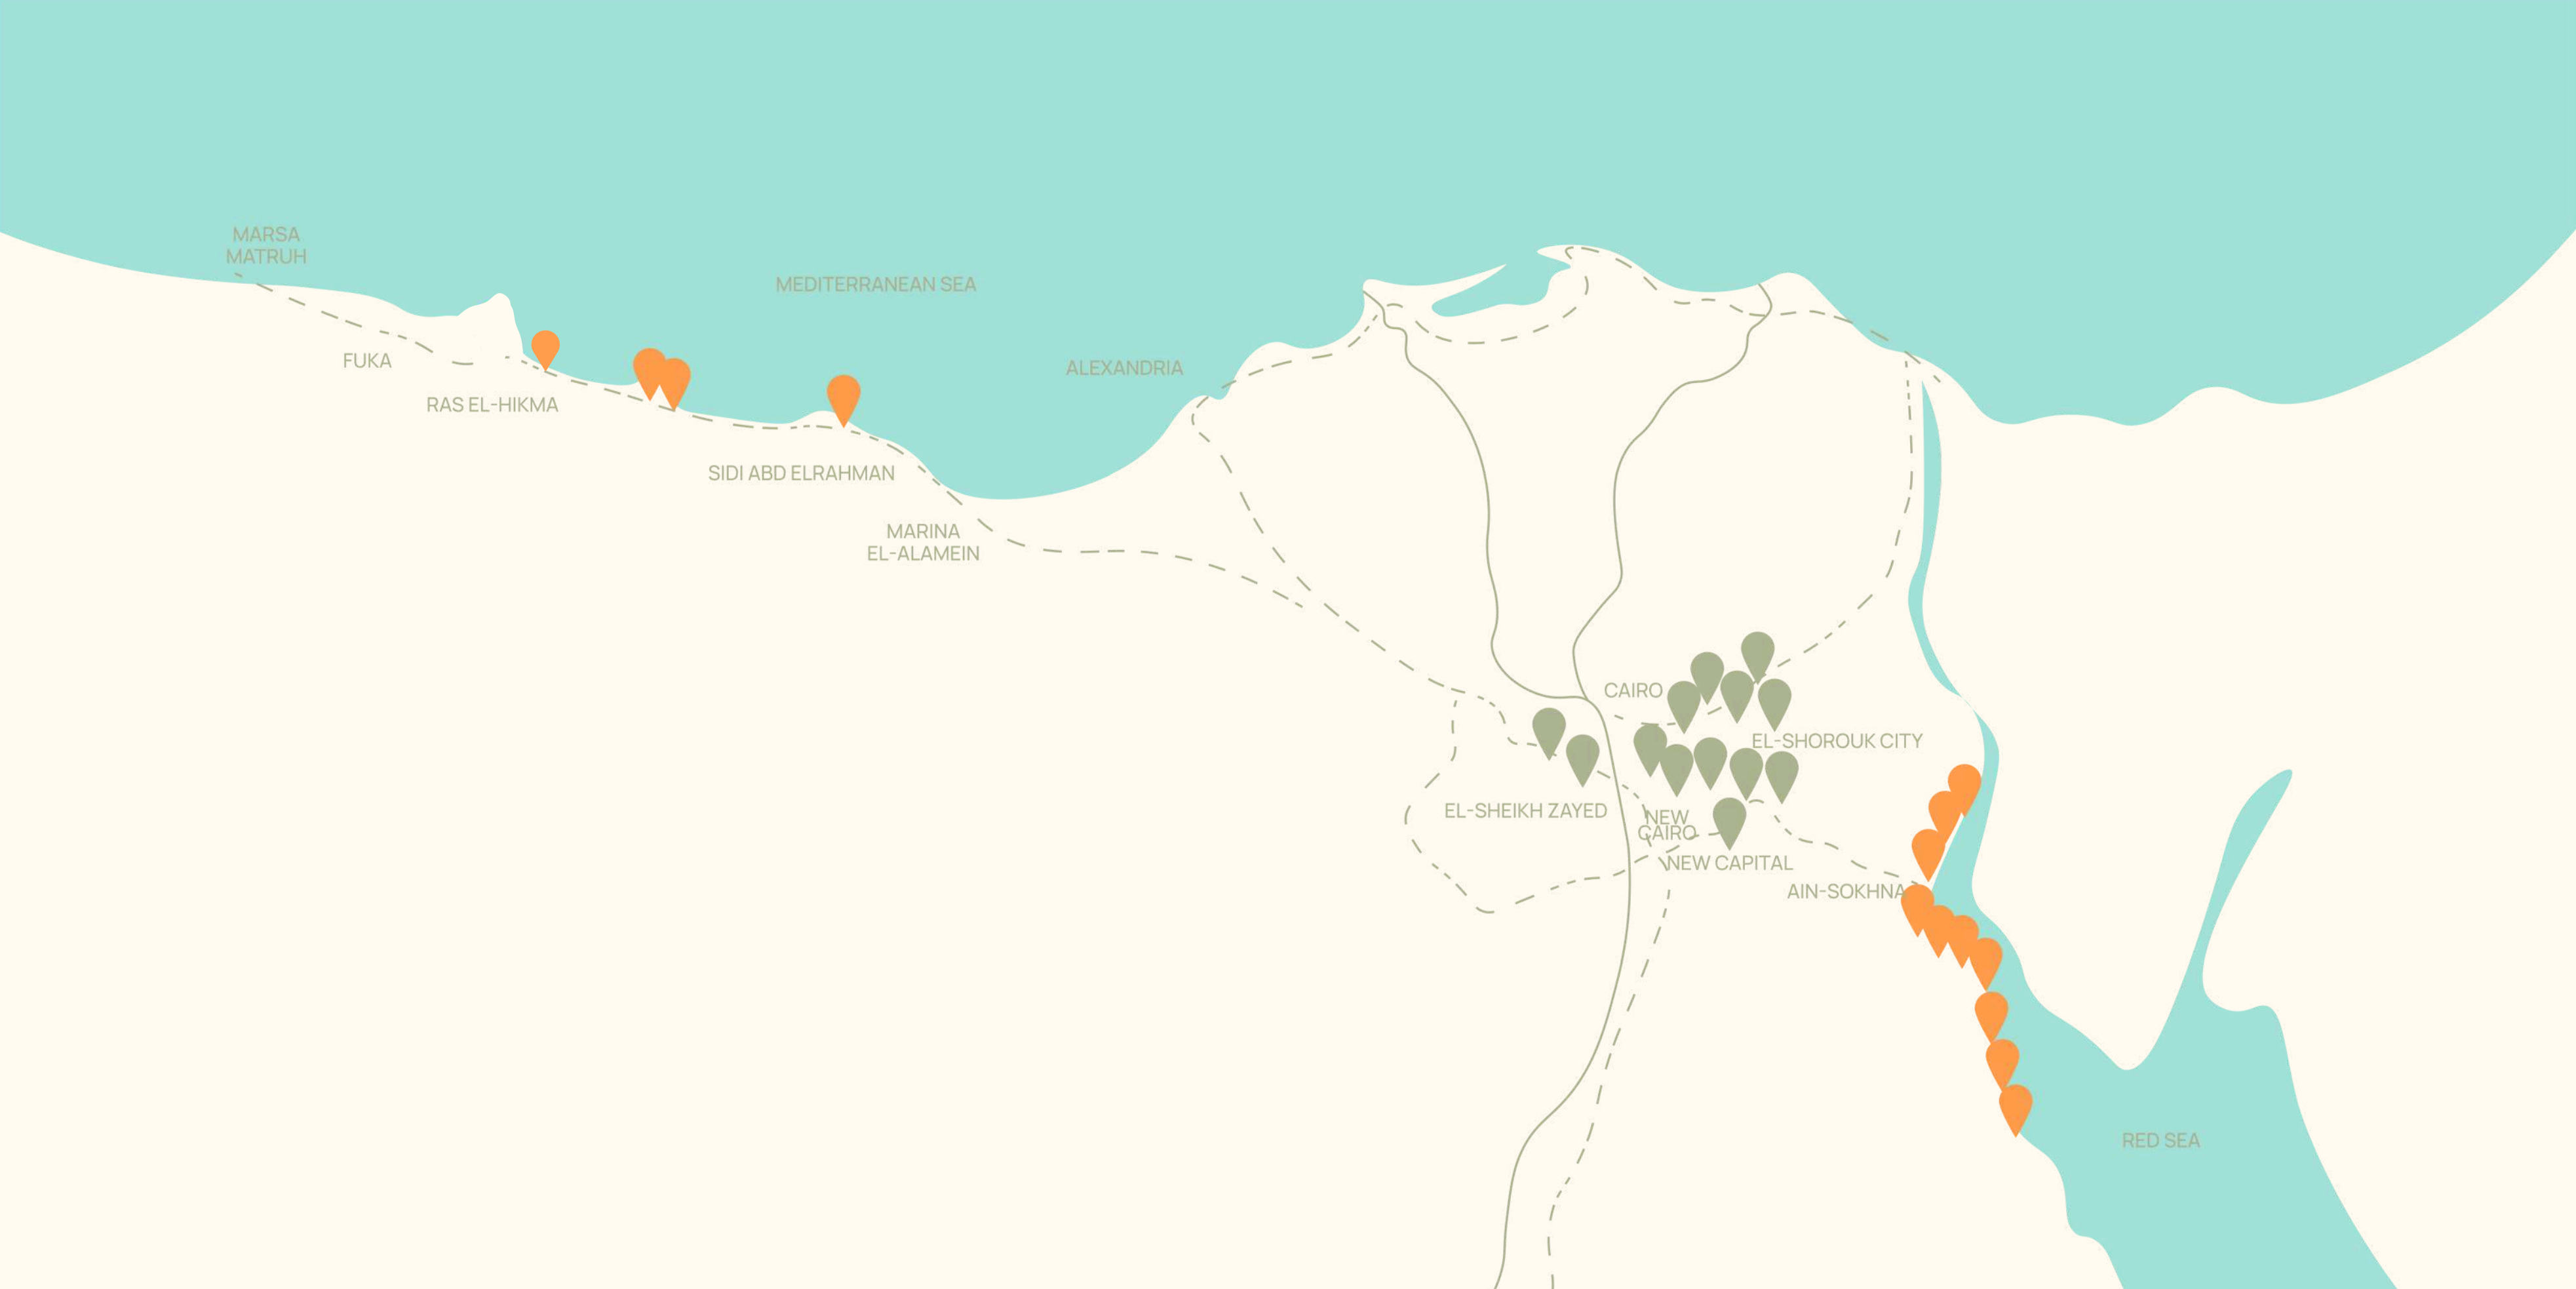 MARSA
MATRUH
MEDITERRANEAN SEA
FUKA
ALEXANDRIA
RAS EL-HIKMA
SIDI ABD ELRAHMAN
MARINA
EL-ALAMEIN
CAIRO
EL-SHOROUK CITY
EL-SHEIKH ZAYED
NEW
CAIRO
NEW CAPITAL
AIN-SOKHNA
RED SEA